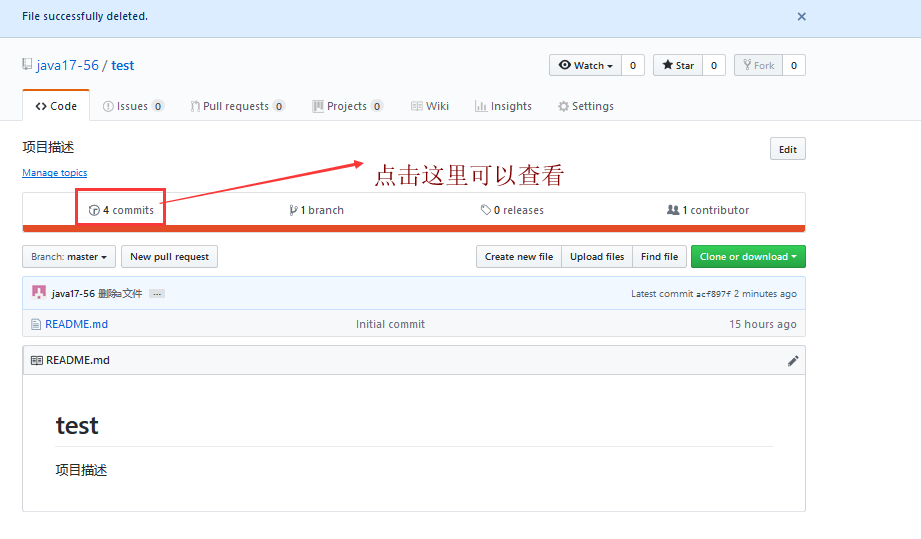 File successfully deleted.
java17-56 / test
Watch 0 Star 0 Fork 0
Code Issues 0 Pull requests 0 Projects 0 Wiki Insights Settings
项目描述 Edit
Manage topics
点击这里可以查看
4 commits 1 branch 0 releases 1 contributor
Branch: master New pull request Create new file Upload files Find file Clone or download
java17-56 删除a文件 ... Latest commit acf897f 2 minutes ago
README.md Initial commit 15 hours ago
README.md
test
项目描述